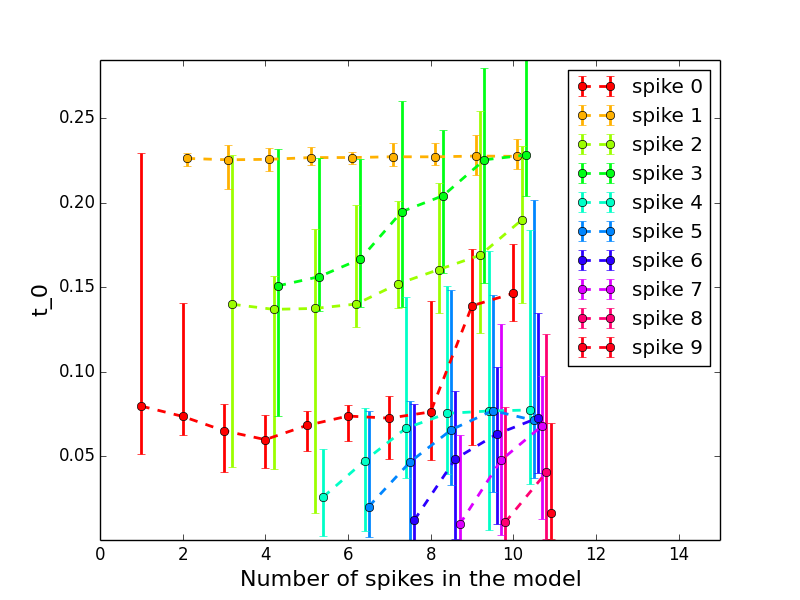 0.25
0.20
0.15
0.10
0.05
t_0
0 2 4 6 8 10 12 14
Number of spikes in the model
spike 0
spike 1
spike 2
spike 3
spike 4
spike 5
spike 6
spike 7
spike 8
spike 9